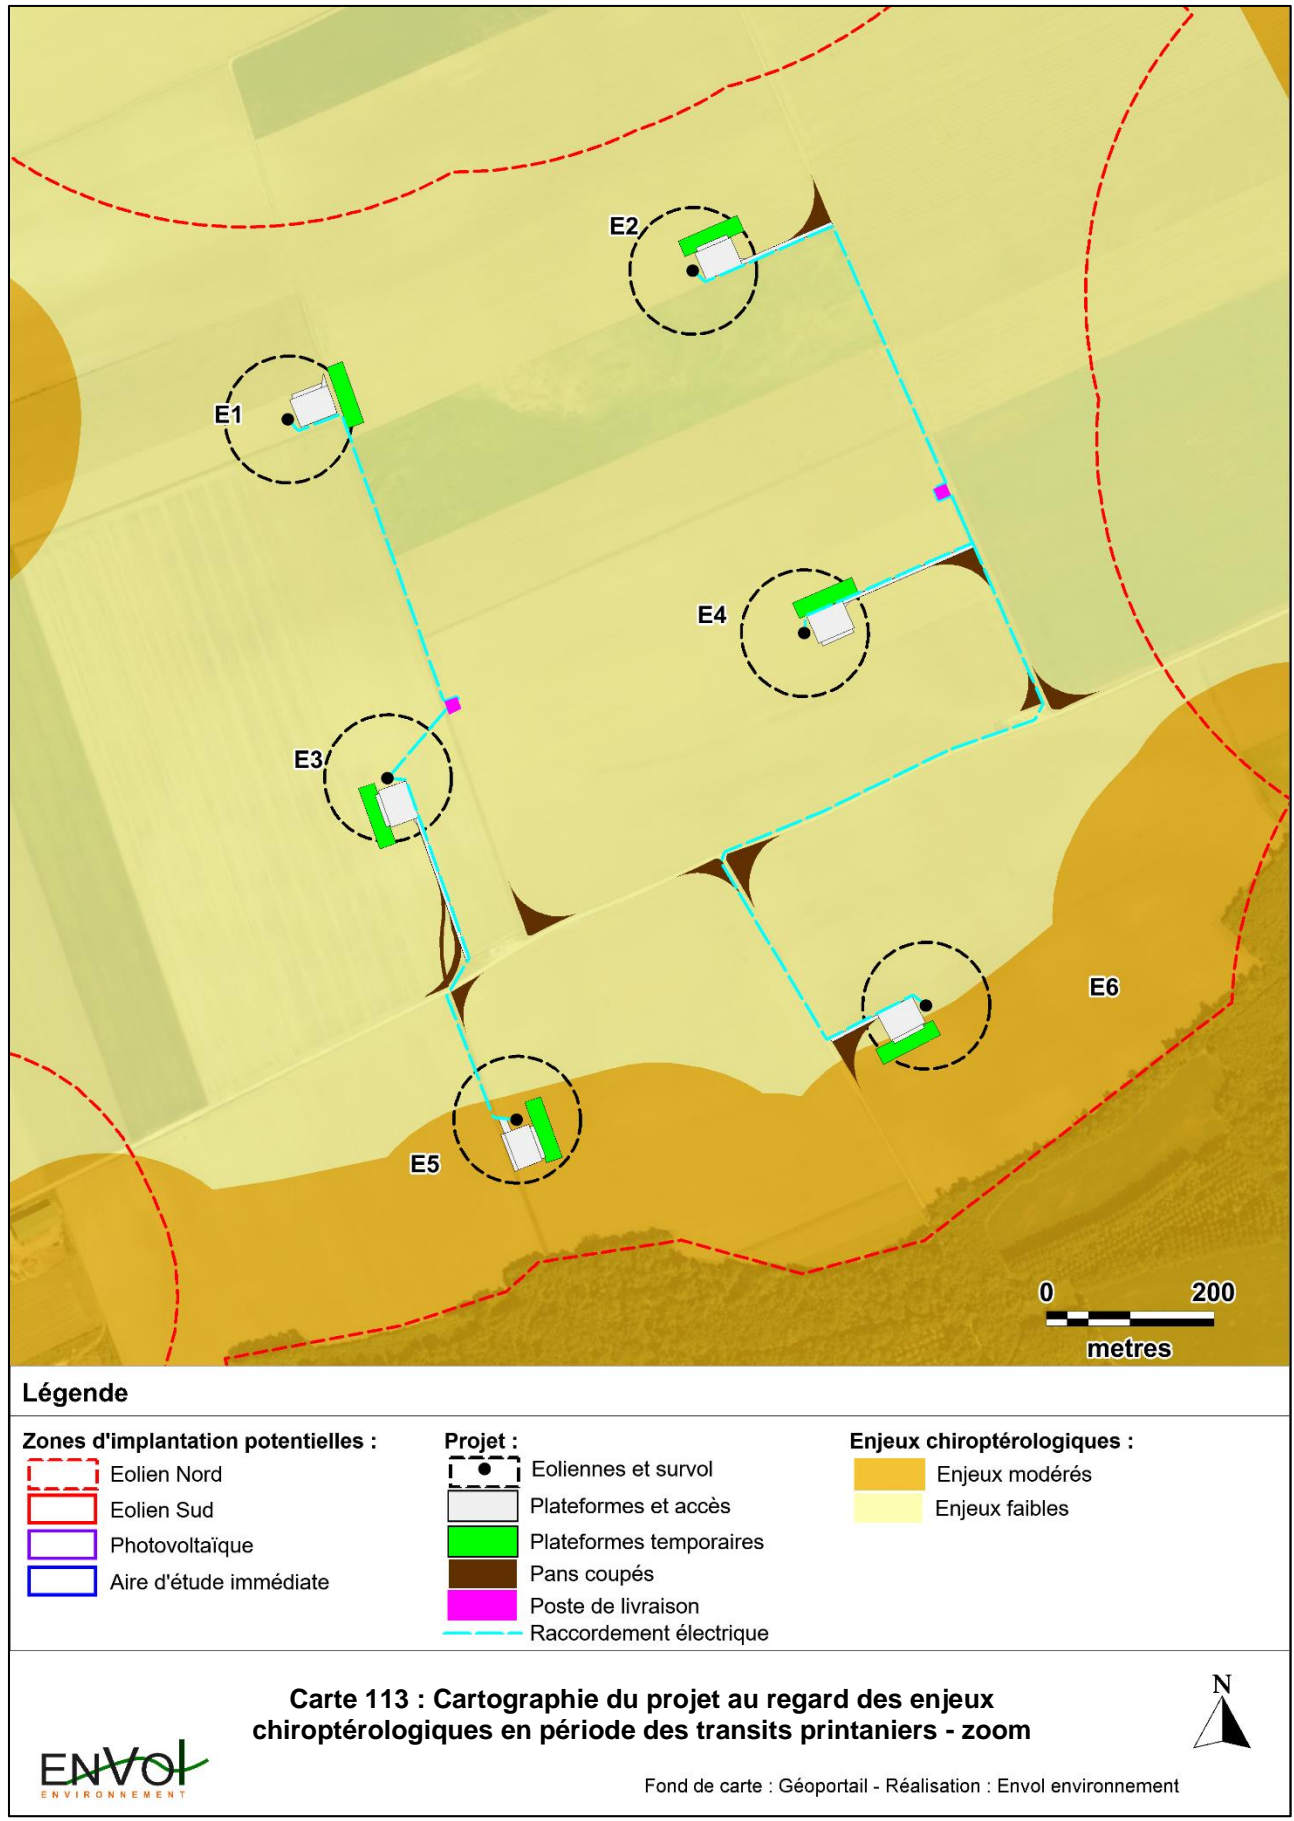 E2
E1
E4
E3
E6
E5
0 200
metres
Légende
Zones d'implantation potentielles :
Eolien Nord
Eolien Sud
Photovoltaïque
Aire d'étude immédiate
Projet :
Eoliennes et survol
Plateformes et accès
Plateformes temporaires
Pans coupés
Poste de livraison
Raccordement électrique
Enjeux chiroptérologiques :
Enjeux modérés
Enjeux faibles
Carte 113 : Cartographie du projet au regard des enjeux
chiroptérologiques en période des transits printaniers - zoom
N
ENVOl
ENVIRONNEMENT
Fond de carte : Géoportail - Réalisation : Envol environnement